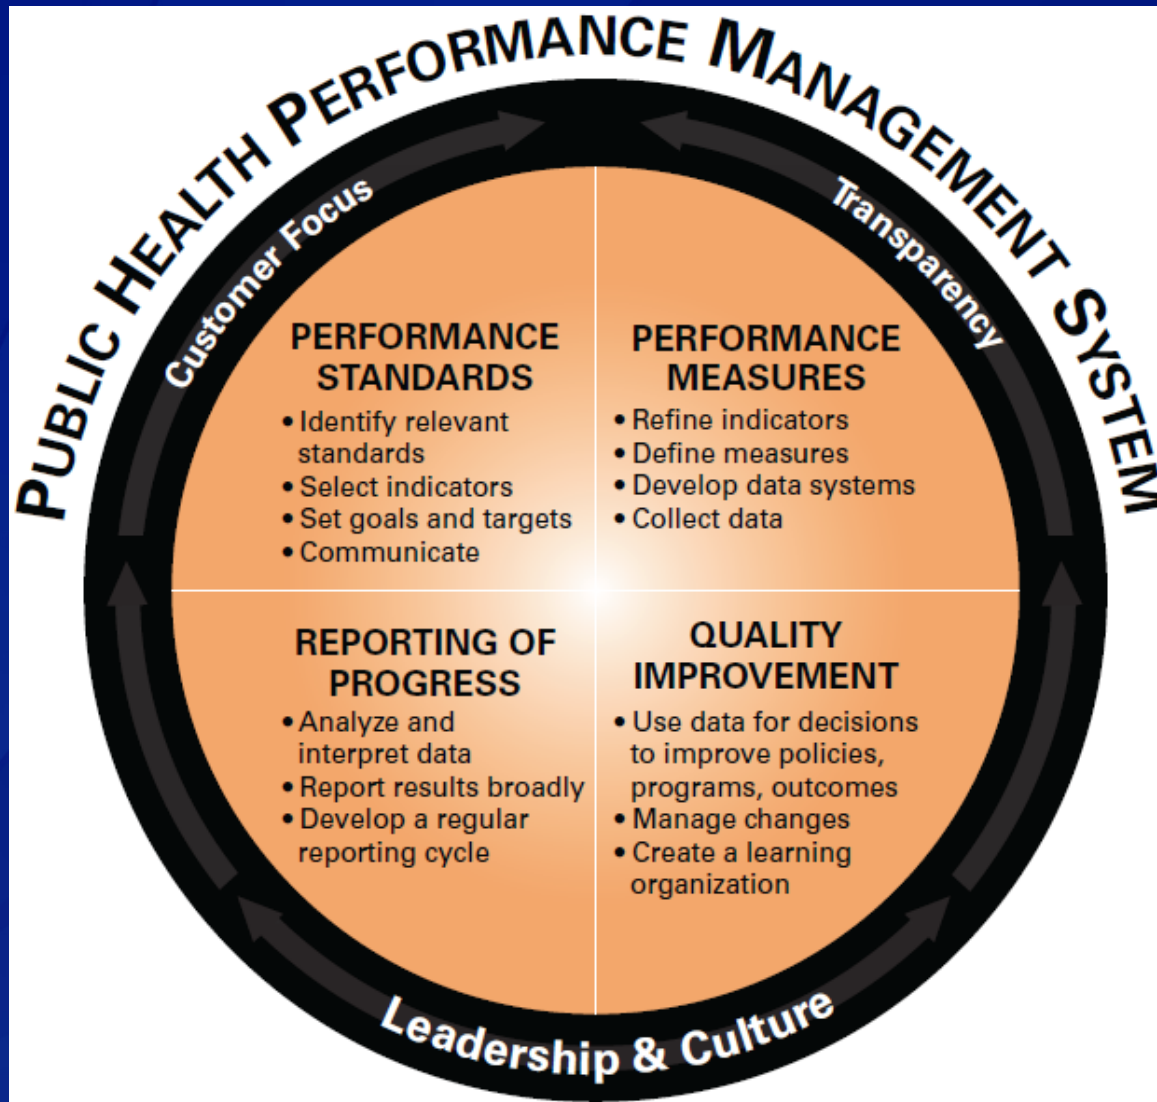 PUBLIC HEALTH PERFORMANCE MANAGEMENT SYSTEM
Customer Focus
Transparency
PERFORMANCE
STANDARDS
• Identify relevant
standards
• Select indicators
• Set goals and targets
• Communicate
PERFORMANCE
MEASURES
• Refine indicators
• Define measures
• Develop data systems
• Collect data
REPORTING OF
PROGRESS
• Analyze and
interpret data
• Report results broadly
• Develop a regular
reporting cycle
QUALITY
IMPROVEMENT
• Use data for decisions
to improve policies,
programs, outcomes
• Manage changes
• Create a learning
organization
Leadership & Culture